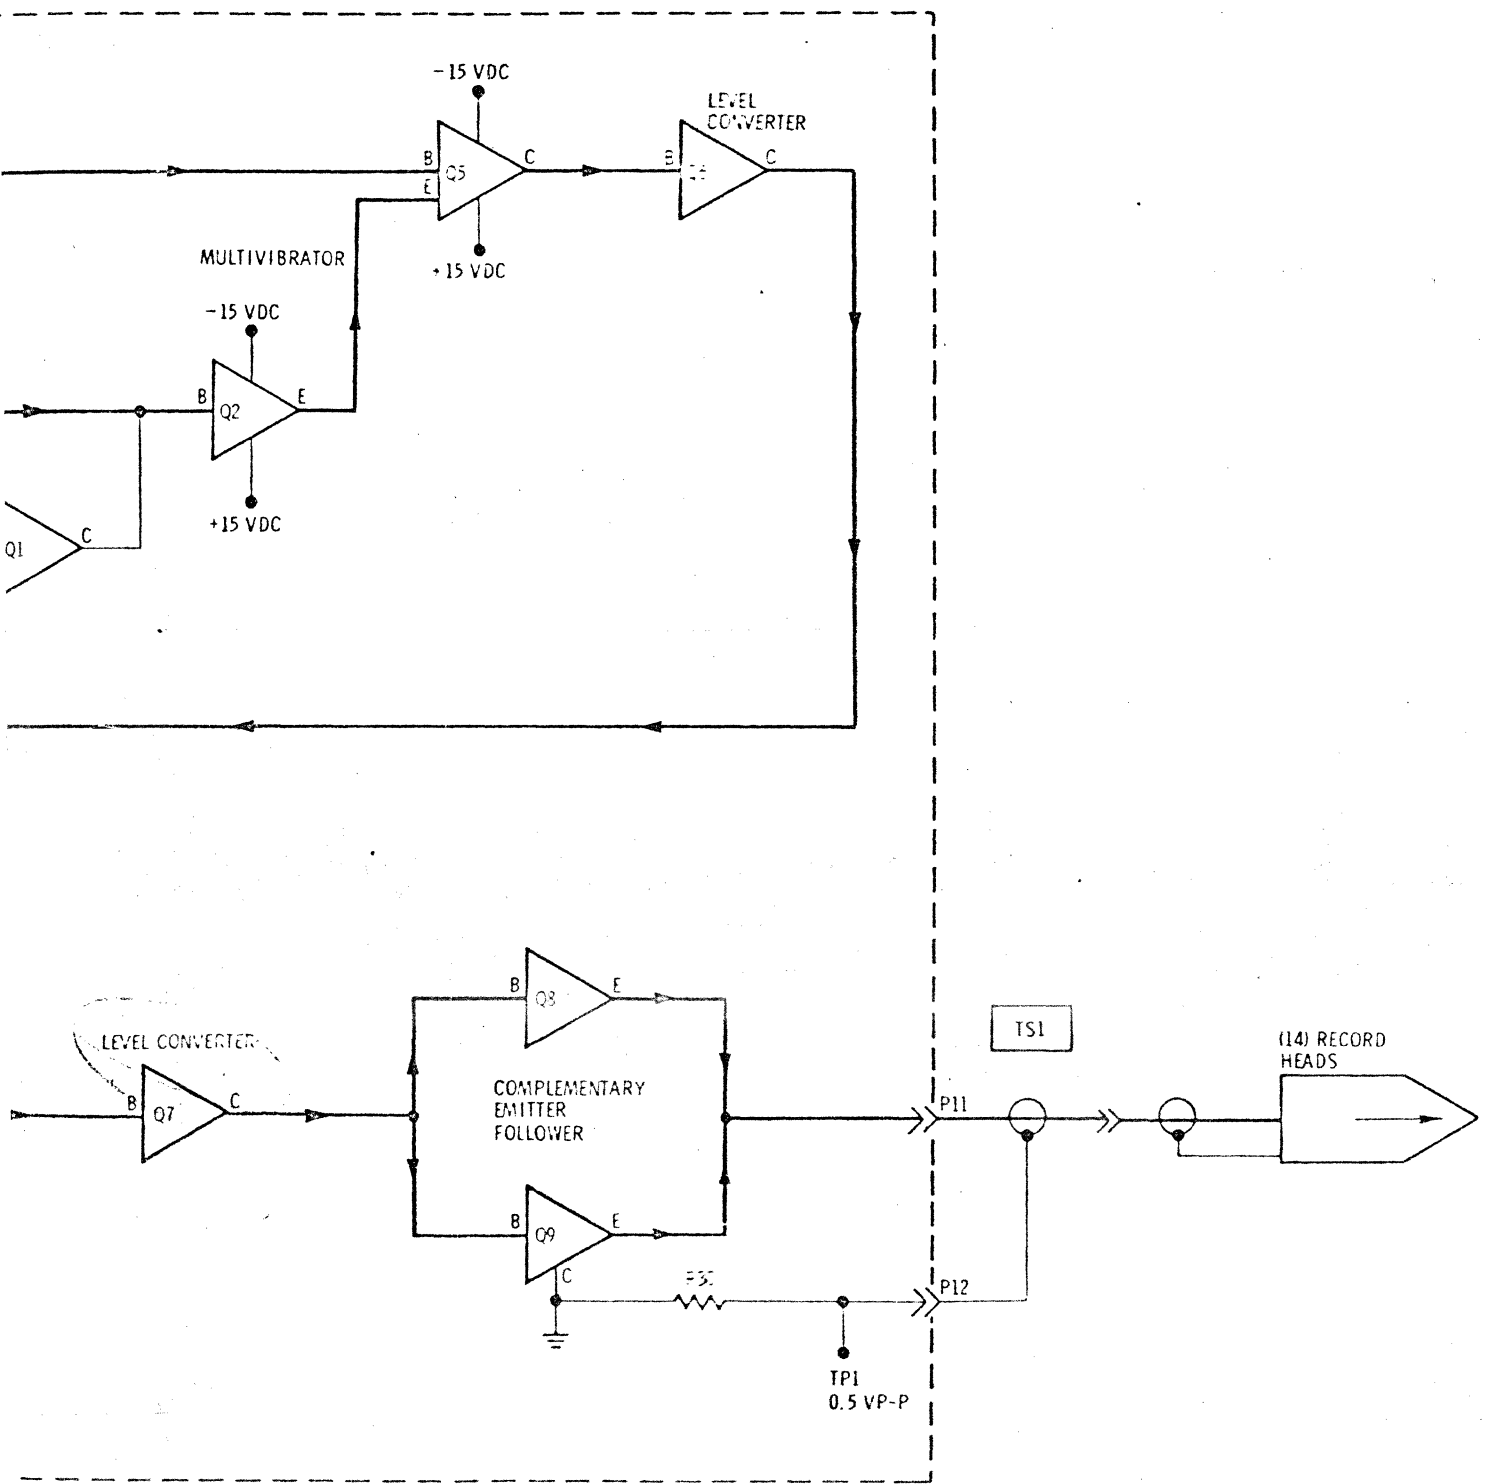 -15 VDC
LEVEL
CONVERTER
B
Q5
C
B
C
E
+15 VDC
MULTIVIBRATOR
-15 VDC
B
Q2
E
+15 VDC
Q1
C
LEVEL CONVERTER
B
Q7
C
B
Q8
E
COMPLEMENTARY
EMITTER
FOLLOWER
B
Q9
E
C
P11
P12
TS1
(14) RECORD
HEADS
TP1
0.5 VP-P